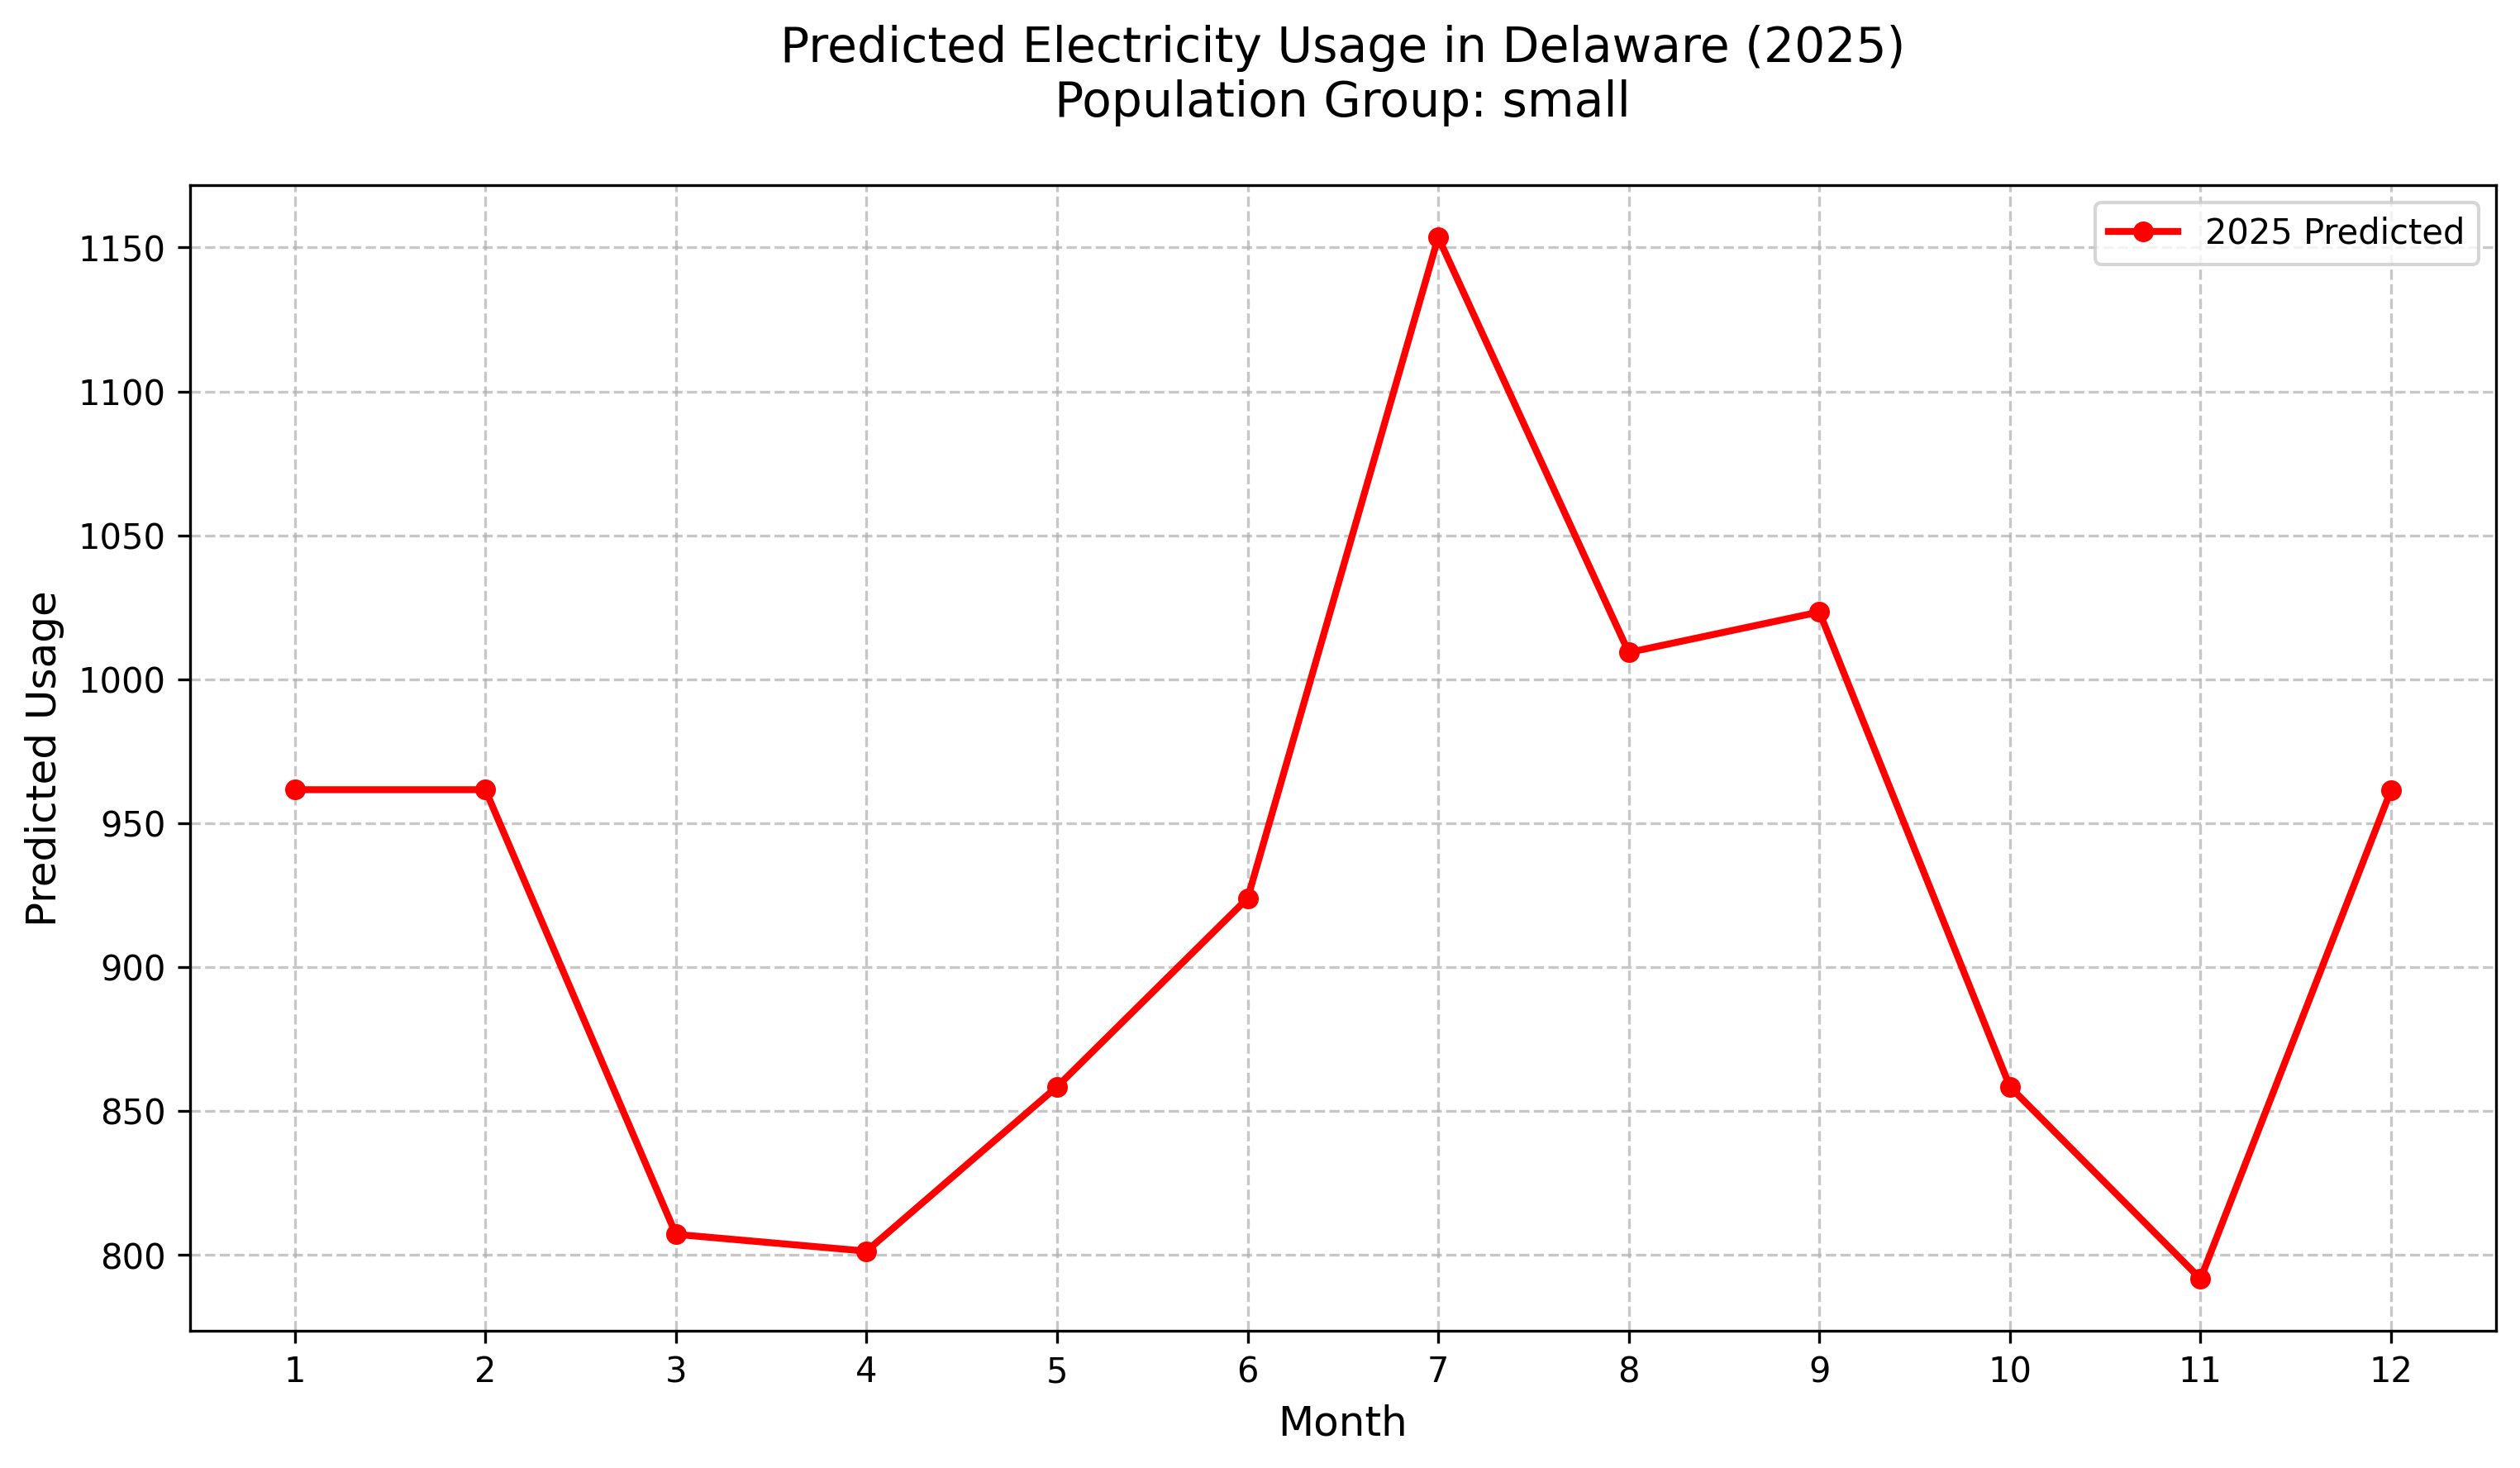 Predicted Electricity Usage in Delaware (2025)
Population Group: small
2025 Predicted
Predicted Usage
1150
1100
1050
1000
950
900
850
800
1 2 3 4 5 6 7 8 9 10 11 12
Month